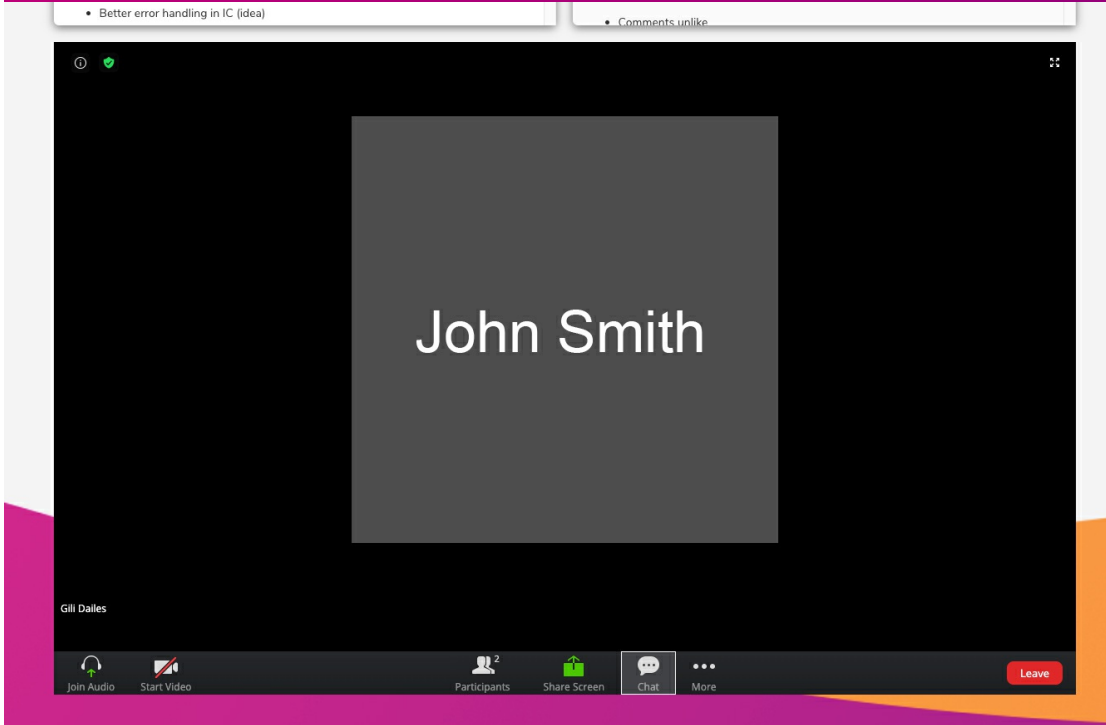 Better error handling in IC (idea)
Comments unlike
John Smith
Gili Dailes
2
Join Audio
Start Video
Participants
Share Screen
Chat
More
Leave